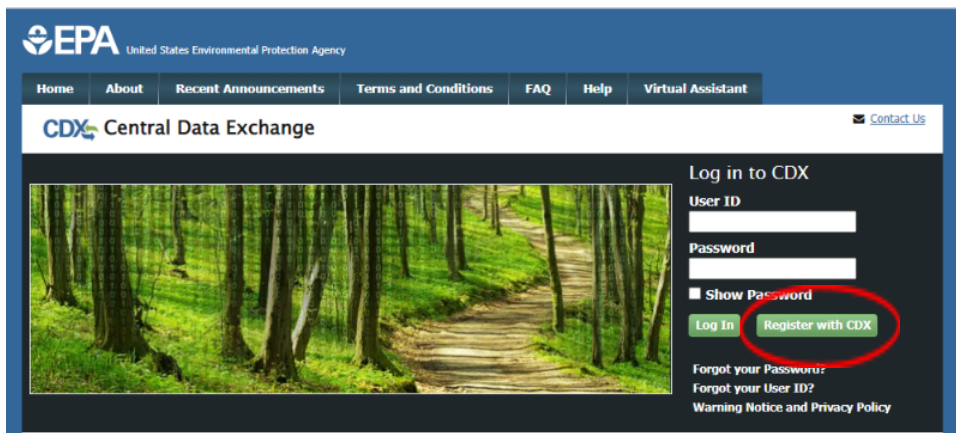 EPA United States Environmental Protection Agency
Home About Recent Announcements Terms and Conditions FAQ Help Virtual Assistant
CDX Central Data Exchange
Contact Us
Log in to CDX
User ID
Password
Show Password
Log In Register with CDX
Forgot your Password?
Forgot your User ID?
Warning Notice and Privacy Policy